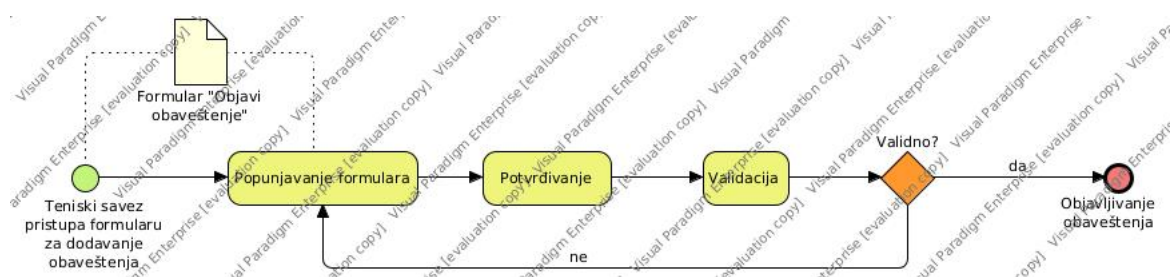 Formular "Objavi
obaveštenje"
Validno?
Popunjavanje formulara
Potvrđivanje
Validacija
da
Teniski savez
pristupa formularu
za dodavanje
obaveštenja
Objavljivanje
obaveštenja
ne
Visual Paradigm Enterprise [evaluation copy]